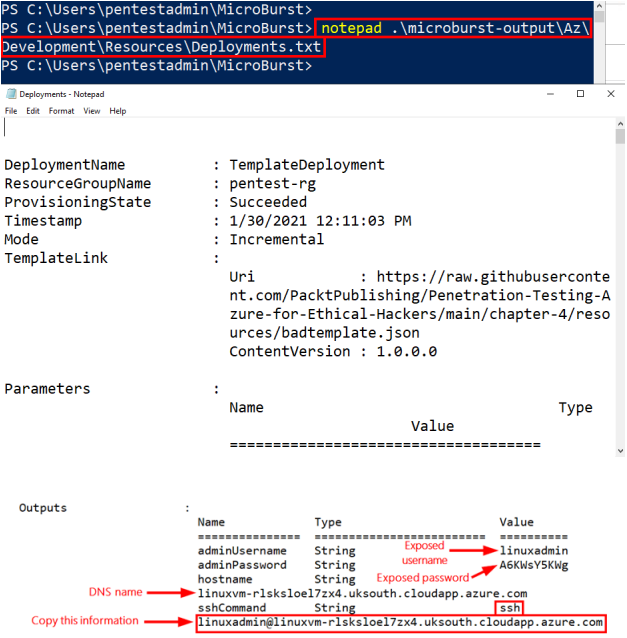 PS C:\Users\pentestadmin\MicroBurst>
PS C:\Users\pentestadmin\MicroBurst> notepad .\microburst-output\Az\
Development\Resources\Deployments.txt
PS C:\Users\pentestadmin\MicroBurst>
Deployments - Notepad
File Edit Format View Help
DeploymentName : TemplateDeployment
ResourceGroupName : pentest-rg
ProvisioningState : Succeeded
Timestamp : 1/30/2021 12:11:03 PM
Mode : Incremental
TemplateLink :
Uri : https://raw.githubuserconte
nt.com/PacktPublishing/Penetration-Testing-A
zure-for-Ethical-Hackers/main/chapter-4/reso
urces/badtemplate.json
ContentVersion : 1.0.0.0
Parameters :
Name Type
Value
====================================
Outputs :
Name Type Value
=============== ========================= ==========
adminUsername String Exposed username linuxadmin
adminPassword String A6KWsY5KWg
hostname String Exposed password
DNS name linuxvm-rlsksloel7zx4.uksouth.cloudapp.azure.com
sshCommand String ssh
Copy this information linuxadmin@linuxvm-rlsksloel7zx4.uksouth.cloudapp.azure.com